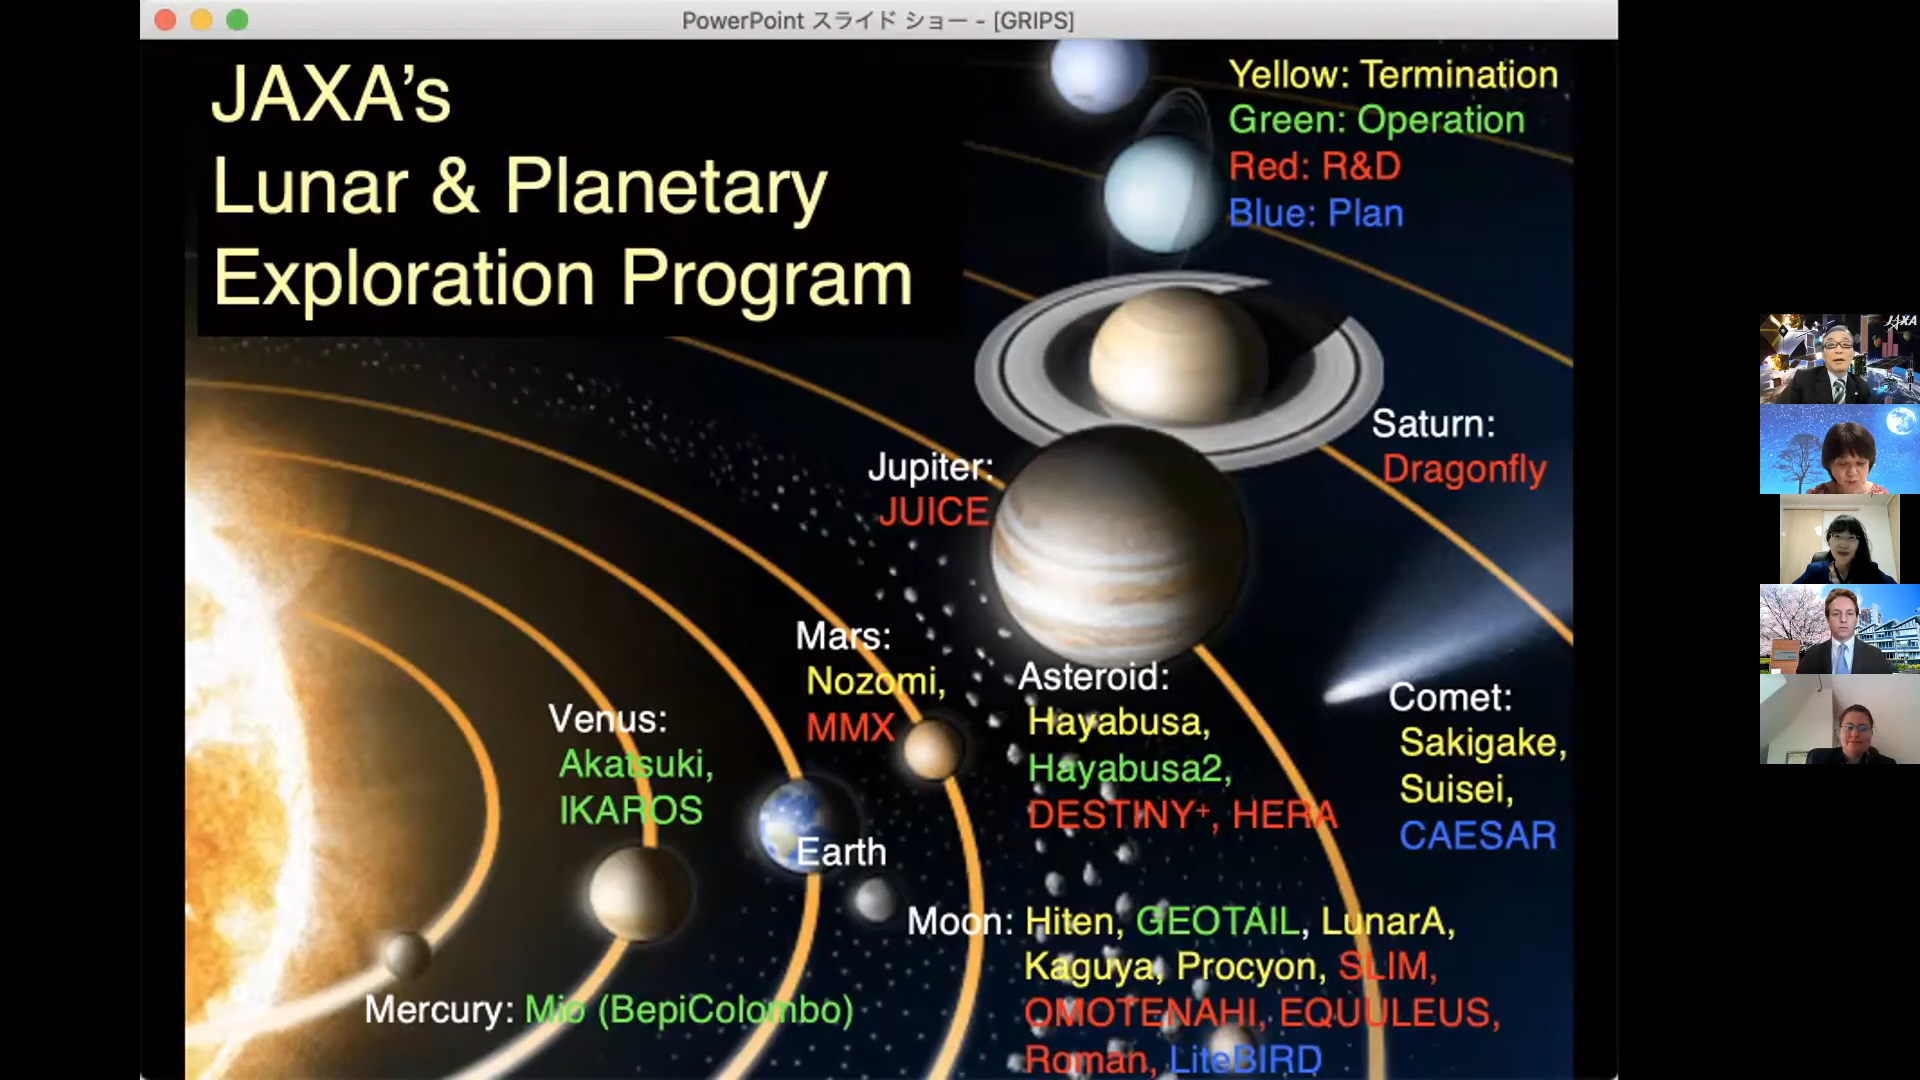 PowerPoint スライド ショー - [GRIPS]
JAXA's
Lunar & Planetary
Exploration Program
Yellow: Termination
Green: Operation
Red: R&D
Blue: Plan
Saturn:
Dragonfly
Jupiter:
JUICE
Mars:
Nozomi,
MMX
Asteroid:
Hayabusa,
Hayabusa2,
DESTINY⁺, HERA
Comet:
Sakigake,
Suisei,
CAESAR
Venus:
Akatsuki,
IKAROS
Earth
Moon: Hiten, GEOTAIL, LunarA,
Kaguya, Procyon, SLIM,
OMOTENAHI, EQUULEUS,
Roman, LiteBIRD
Mercury: Mio (BepiColombo)
JAXA